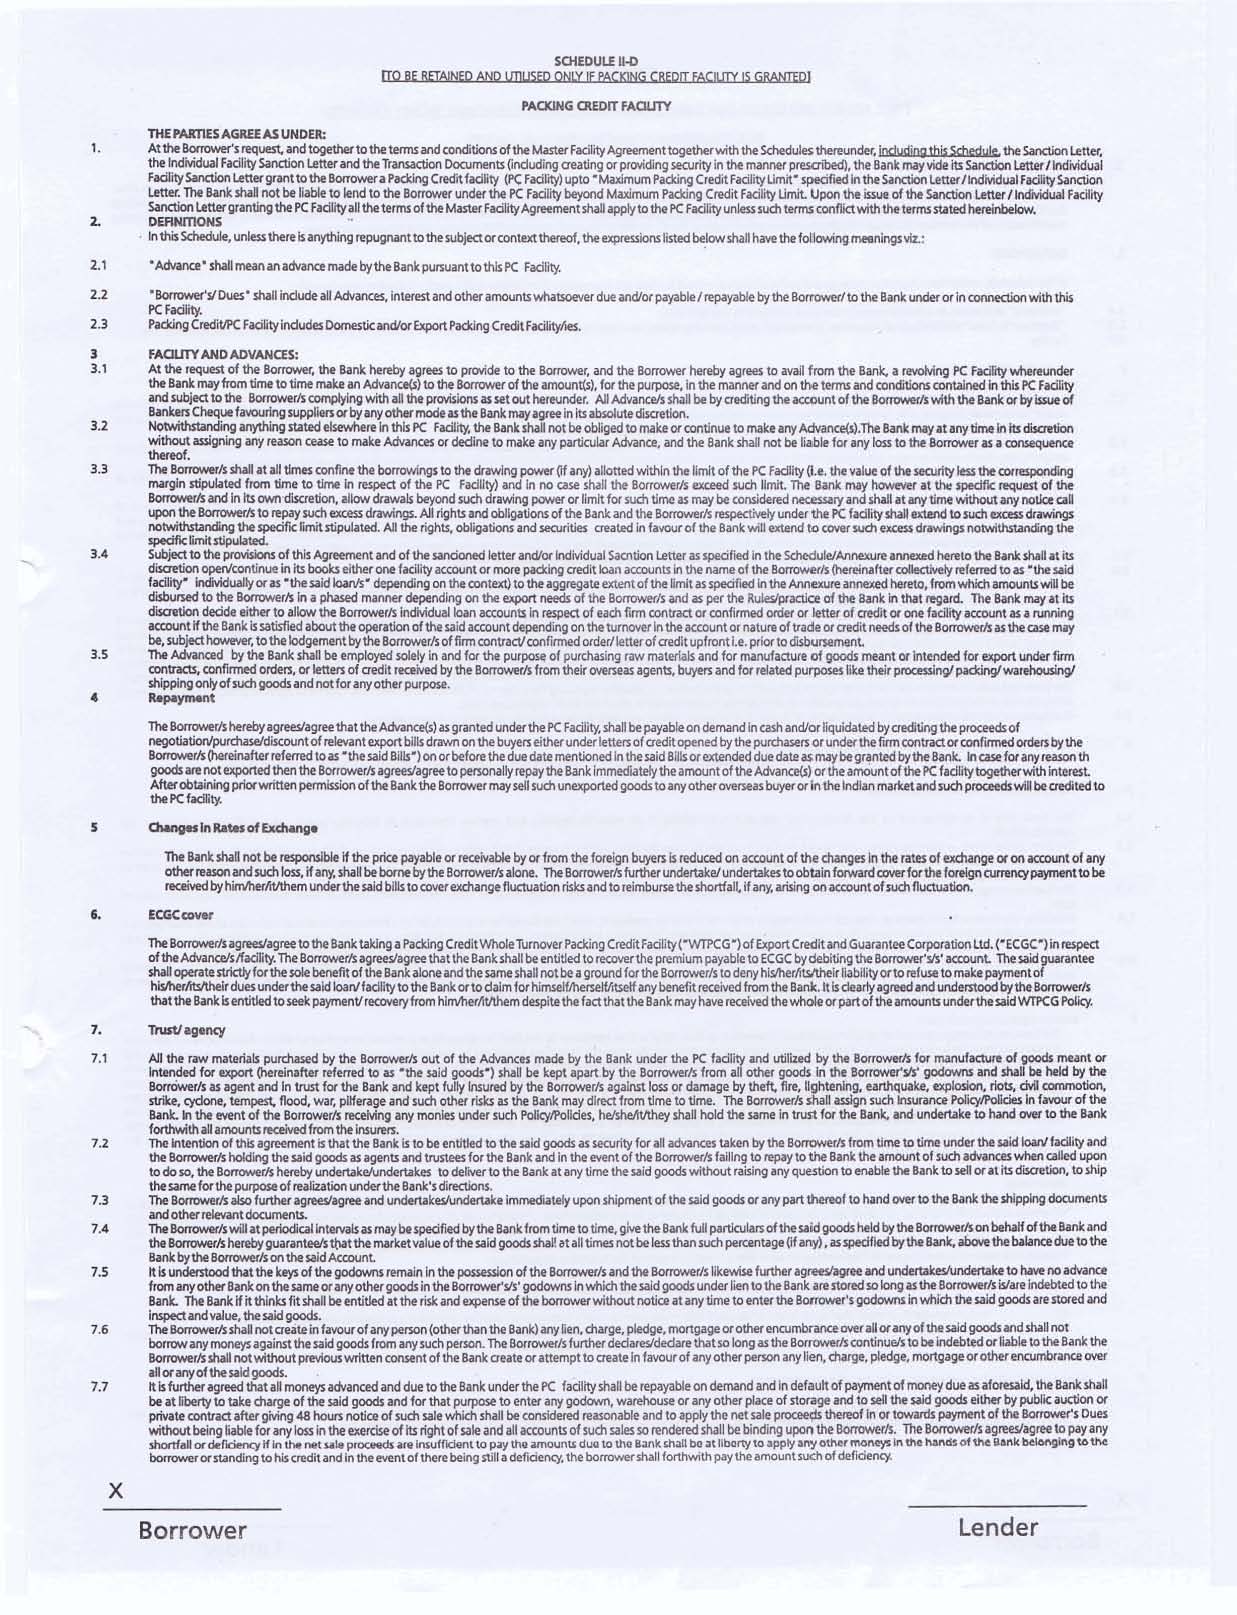 SCHEDULE II-D
[TO BE RETAINED AND UTILISED ONLY IF PACKING CREDIT FACILITY IS GRANTED]
PACKING CREDIT FACILITY
THE PARTIES AGREE AS UNDER:
1. At the Borrower's request, and together to the terms and conditions of the Master Facility Agreement together with the Schedules thereunder, including this Schedule, the Sanction Letter,
the Individual Facility Sanction Letter and the Transaction Documents (including creating or providing security in the manner prescribed), the Bank may vide its Sanction Letter / Individual
Facility Sanction Letter grant to the Borrower a Packing Credit facility (PC Facility) upto "Maximum Packing Credit Facility Limit" specified in the Sanction Letter / Individual Facility Sanction
Letter. The Bank shall not be liable to lend to the Borrower under the PC Facility beyond Maximum Packing Credit Facility Limit. Upon the issue of the Sanction Letter / Individual Facility
Sanction Letter granting the PC Facility all the terms of the Master Facility Agreement shall apply to the PC Facility unless such terms conflict with the terms stated hereinbelow.
2. DEFINITIONS
In this Schedule, unless there is anything repugnant to the subject or context thereof, the expressions listed below shall have the following meanings viz.:
2.1 "Advance" shall mean an advance made by the Bank pursuant to this PC Facility.
2.2 "Borrower's/ Dues" shall include all Advances, interest and other amounts whatsoever due and/or payable / repayable by the Borrower/ to the Bank under or in connection with this
PC Facility.
2.3 Packing Credit/PC Facility includes Domestic and/or Export Packing Credit Facility/ies.
3 FACILITY AND ADVANCES:
3.1 At the request of the Borrower, the Bank hereby agrees to provide to the Borrower, and the Borrower hereby agrees to avail from the Bank, a revolving PC Facility whereunder
the Bank may from time to time make an Advance(s) to the Borrower of the amount(s), for the purpose, in the manner and on the terms and conditions contained in this PC Facility
and subject to the Borrower/s complying with all the provisions as set out hereunder. All Advance/s shall be by crediting the account of the Borrower/s with the Bank or by issue of
Bankers Cheque favouring suppliers or by any other mode as the Bank may agree in its absolute discretion.
3.2 Notwithstanding anything stated elsewhere in this PC Facility, the Bank shall not be obliged to make or continue to make any Advance(s).The Bank may at any time in its discretion
without assigning any reason cease to make Advances or decline to make any particular Advance, and the Bank shall not be liable for any loss to the Borrower as a consequence
thereof.
3.3 The Borrower/s shall at all times confine the borrowings to the drawing power (if any) allotted within the limit of the PC Facility (i.e. the value of the security less the corresponding
margin stipulated from time to time in respect of the PC Facility) and in no case shall the Borrower/s exceed such limit. The Bank may however at the specific request of the
Borrower/s and in its own discretion, allow drawals beyond such drawing power or limit for such time as may be considered necessary and shall at any time without any notice call
upon the Borrower/s to repay such excess drawings. All rights and obligations of the Bank and the Borrower/s respectively under the PC facility shall extend to such excess drawings
notwithstanding the specific limit stipulated. All the rights, obligations and securities created in favour of the Bank will extend to cover such excess drawings notwithstanding the
specific limit stipulated.
3.4 Subject to the provisions of this Agreement and of the sancioned letter and/or Individual Sacntion Letter as specified in the Schedule/Annexure annexed hereto the Bank shall at its
discretion open/continue in its books either one facility account or more packing credit loan accounts in the name of the Borrower/s (hereinafter collectively referred to as "the said
facility" individually or as "the said loan/s" depending on the context) to the aggregate extent of the limit as specified in the Annexure annexed hereto, from which amounts will be
disbursed to the Borrower/s in a phased manner depending on the export needs of the Borrower/s and as per the Rules/practice of the Bank in that regard. The Bank may at its
discretion decide either to allow the Borrower/s individual loan accounts in respect of each firm contract or confirmed order or letter of credit or one facility account as a running
account if the Bank is satisfied about the operation of the said account depending on the turnover in the account or nature of trade or credit needs of the Borrower/s as the case may
be, subject however, to the lodgement by the Borrower/s of firm contract/ confirmed order/ letter of credit upfront i.e. prior to disbursement.
3.5 The Advanced by the Bank shall be employed solely in and for the purpose of purchasing raw materials and for manufacture of goods meant or intended for export under firm
contracts, confirmed orders, or letters of credit received by the Borrower/s from their overseas agents, buyers and for related purposes like their processing/ packing/ warehousing/
shipping only of such goods and not for any other purpose.
4 Repayment
The Borrower/s hereby agrees/agree that the Advance(s) as granted under the PC Facility, shall be payable on demand in cash and/or liquidated by crediting the proceeds of
negotiation/purchase/discount of relevant export bills drawn on the buyers either under letters of credit opened by the purchasers or under the firm contract or confirmed orders by the
Borrower/s (hereinafter referred to as "the said Bills") on or before the due date mentioned in the said Bills or extended due date as may be granted by the Bank. In case for any reason th
goods are not exported then the Borrower/s agrees/agree to personally repay the Bank immediately the amount of the Advance(s) or the amount of the PC facility together with interest.
After obtaining prior written permission of the Bank the Borrower may sell such unexported goods to any other overseas buyer or in the Indian market and such proceeds will be credited to
the PC facility.
5 Changes in Rates of Exchange
The Bank shall not be responsible if the price payable or receivable by or from the foreign buyers is reduced on account of the changes in the rates of exchange or on account of any
other reason and such loss, if any, shall be borne by the Borrower/s alone. The Borrower/s further undertake/ undertakes to obtain forward cover for the foreign currency payment to be
received by him/her/it/them under the said bills to cover exchange fluctuation risks and to reimburse the shortfall, if any, arising on account of such fluctuation.
6. ECGC cover
The Borrower/s agrees/agree to the Bank taking a Packing Credit Whole Turnover Packing Credit Facility ("WTPCG") of Export Credit and Guarantee Corporation Ltd. ("ECGC") in respect
of the Advance/s /facility. The Borrower/s agrees/agree that the Bank shall be entitled to recover the premium payable to ECGC by debiting the Borrower's/s' account. The said guarantee
shall operate strictly for the sole benefit of the Bank alone and the same shall not be a ground for the Borrower/s to deny his/her/its/their liability or to refuse to make payment of
his/her/its/their dues under the said loan/ facility to the Bank or to claim for himself/herself/itself any benefit received from the Bank. It is clearly agreed and understood by the Borrower/s
that the Bank is entitled to seek payment/ recovery from him/her/it/them despite the fact that the Bank may have received the whole or part of the amounts under the said WTPCG Policy.
7. Trust/ agency
7.1 All the raw materials purchased by the Borrower/s out of the Advances made by the Bank under the PC facility and utilized by the Borrower/s for manufacture of goods meant or
intended for export (hereinafter referred to as "the said goods") shall be kept apart by the Borrower/s from all other goods in the Borrower's/s' godowns and shall be held by the
Borrower/s as agent and in trust for the Bank and kept fully insured by the Borrower/s against loss or damage by theft, fire, lightening, earthquake, explosion, riots, civil commotion,
strike, cyclone, tempest, flood, war, pilferage and such other risks as the Bank may direct from time to time. The Borrower/s shall assign such Insurance Policy/Policies in favour of the
Bank. In the event of the Borrower/s receiving any monies under such Policy/Policies, he/she/it/they shall hold the same in trust for the Bank, and undertake to hand over to the Bank
forthwith all amounts received from the insurers.
7.2 The intention of this agreement is that the Bank is to be entitled to the said goods as security for all advances taken by the Borrower/s from time to time under the said loan/ facility and
the Borrower/s holding the said goods as agents and trustees for the Bank and in the event of the Borrower/s failing to repay to the Bank the amount of such advances when called upon
to do so, the Borrower/s hereby undertake/undertakes to deliver to the Bank at any time the said goods without raising any question to enable the Bank to sell or at its discretion, to ship
the same for the purpose of realization under the Bank's directions.
7.3 The Borrower/s also further agrees/agree and undertakes/undertake immediately upon shipment of the said goods or any part thereof to hand over to the Bank the shipping documents
and other relevant documents.
7.4 The Borrower/s will at periodical intervals as may be specified by the Bank from time to time, give the Bank full particulars of the said goods held by the Borrower/s on behalf of the Bank and
the Borrower/s hereby guarantee/s that the market value of the said goods shall at all times not be less than such percentage (if any) , as specified by the Bank, above the balance due to the
Bank by the Borrower/s on the said Account.
7.5 It is understood that the keys of the godowns remain in the possession of the Borrower/s and the Borrower/s likewise further agrees/agree and undertakes/undertake to have no advance
from any other Bank on the same or any other goods in the Borrower's/s' godowns in which the said goods under lien to the Bank are stored so long as the Borrower/s is/are indebted to the
Bank. The Bank if it thinks fit shall be entitled at the risk and expense of the borrower without notice at any time to enter the Borrower's godowns in which the said goods are stored and
inspect and value, the said goods.
7.6 The Borrower/s shall not create in favour of any person (other than the Bank) any lien, charge, pledge, mortgage or other encumbrance over all or any of the said goods and shall not
borrow any moneys against the said goods from any such person. The Borrower/s further declares/declare that so long as the Borrower/s continue/s to be indebted or liable to the Bank the
Borrower/s shall not without previous written consent of the Bank create or attempt to create in favour of any other person any lien, charge, pledge, mortgage or other encumbrance over
all or any of the said goods.
7.7 It is further agreed that all moneys advanced and due to the Bank under the PC facility shall be repayable on demand and in default of payment of money due as aforesaid, the Bank shall
be at liberty to take charge of the said goods and for that purpose to enter any godown, warehouse or any other place of storage and to sell the said goods either by public auction or
private contract after giving 48 hours notice of such sale which shall be considered reasonable and to apply the net sale proceeds thereof in or towards payment of the Borrower's Dues
without being liable for any loss in the exercise of its right of sale and all accounts of such sales so rendered shall be binding upon the Borrower/s. The Borrower/s agrees/agree to pay any
shortfall or deficiency if in the net sale proceeds are insufficient to pay the amounts due to the Bank shall be at liberty to apply any other moneys in the hands of the Bank belonging to the
borrower or standing to his credit and in the event of there being still a deficiency, the borrower shall forthwith pay the amount such of deficiency.
X
Borrower
Lender